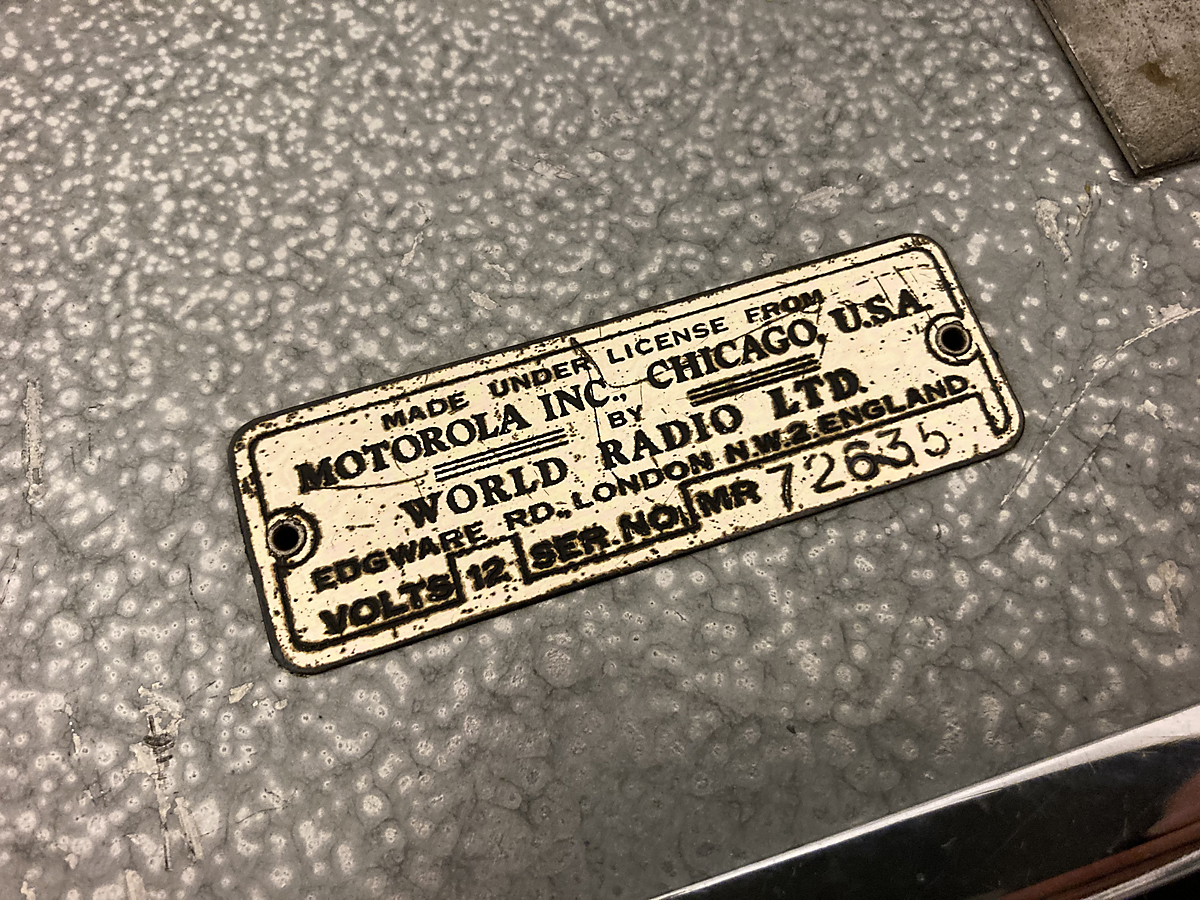 MADE UNDER LICENSE FROM
MOTOROLA INC., CHICAGO, U.S.A.
BY
WORLD RADIO LTD.
EDGWARE RD., LONDON N.W.2. ENGLAND.
VOLTS 12 SER. NO. MR 72635